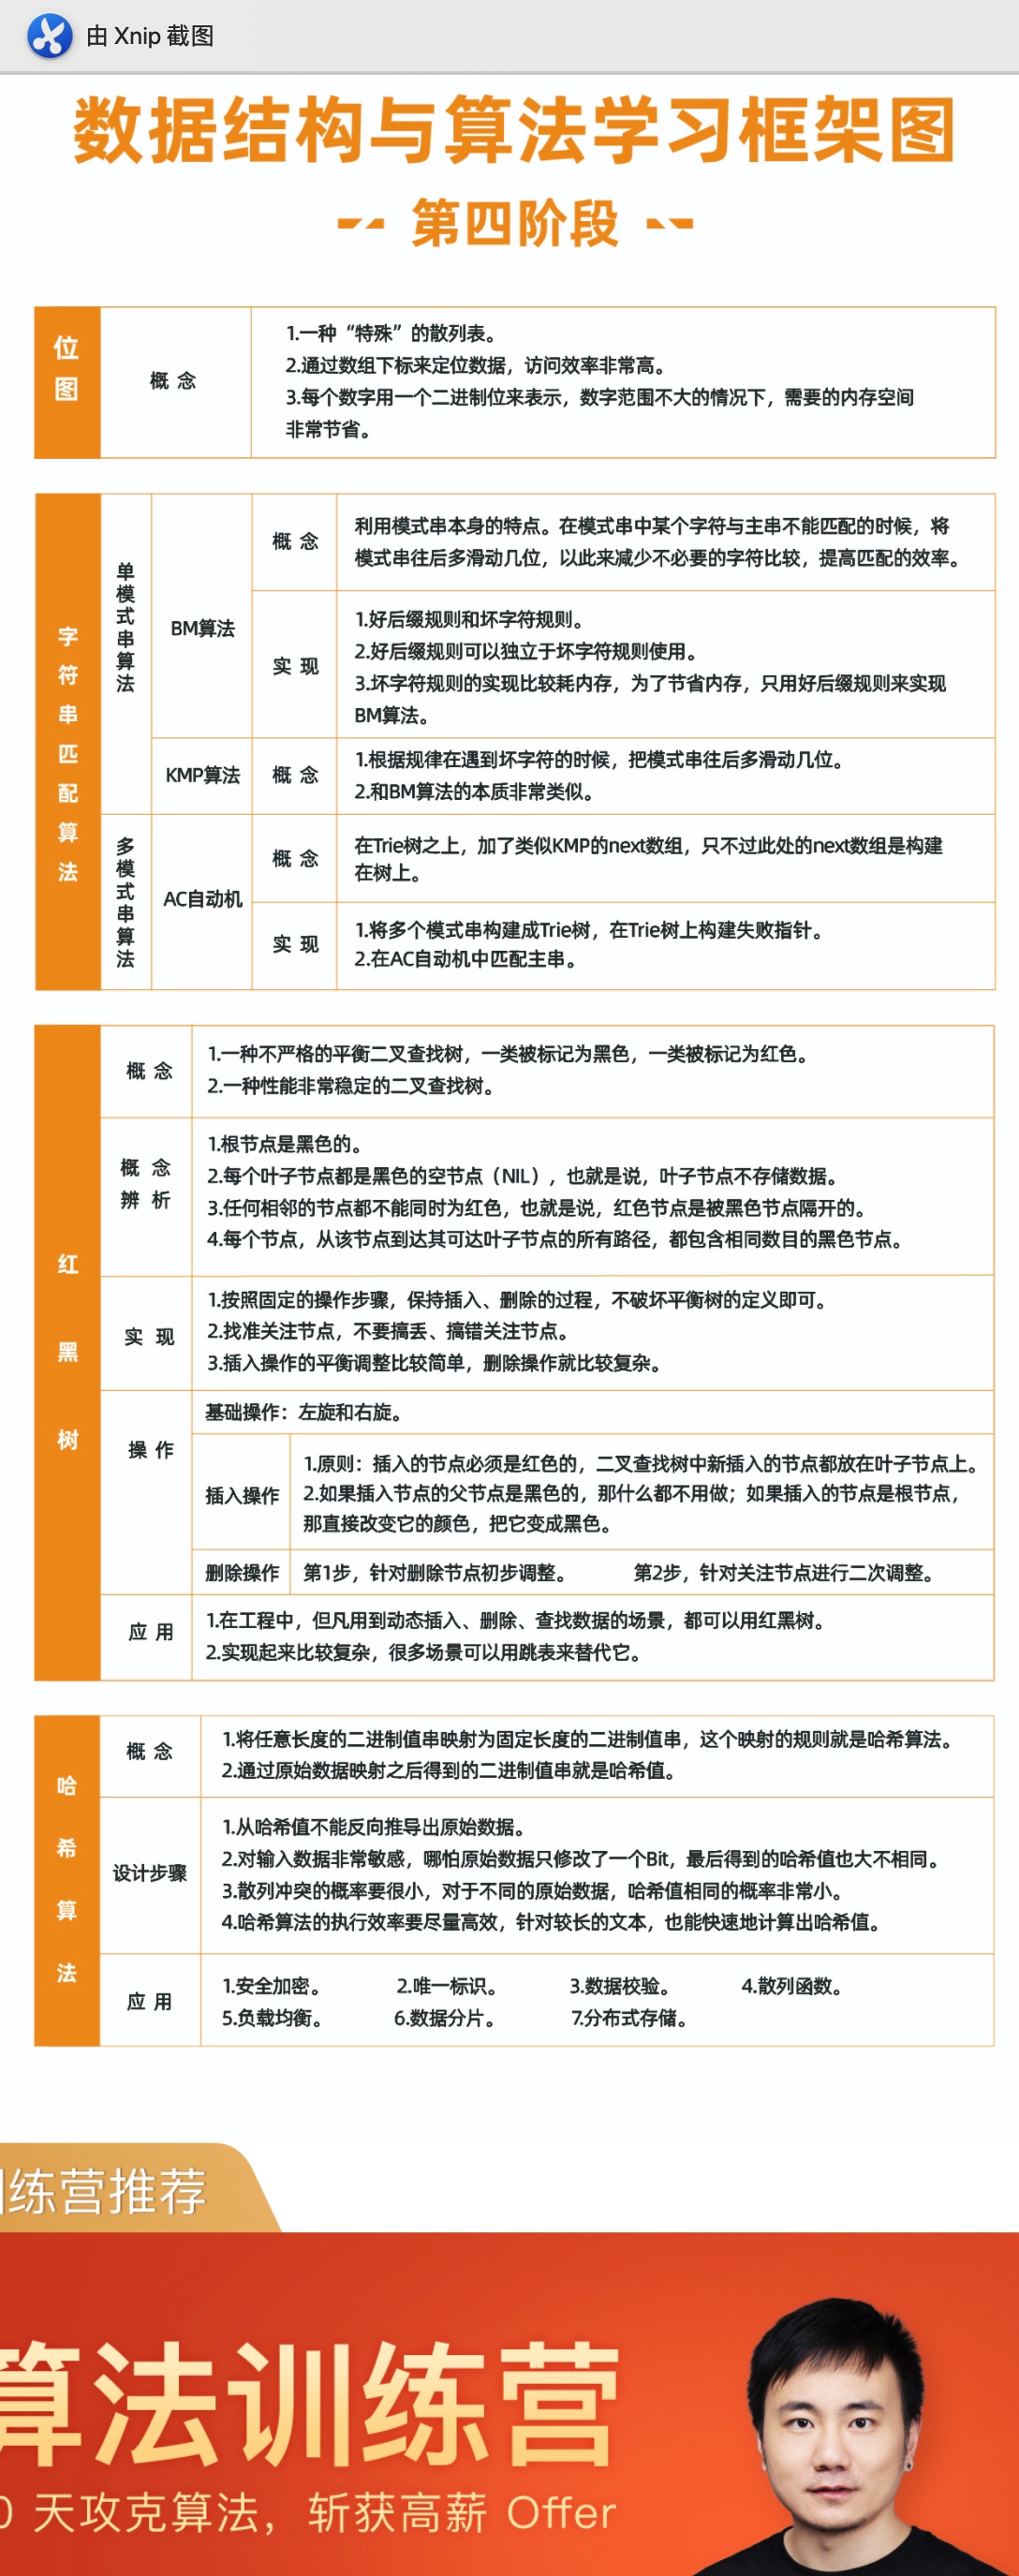 由 Xnip 截图
数据结构与算法学习框架图
第四阶段
位图
概念
1.一种“特殊”的散列表。
2.通过数组下标来定位数据，访问效率非常高。
3.每个数字用一个二进制位来表示，数字范围不大的情况下，需要的内存空间
非常节省。
字符串匹配算法
单模式串算法
BM算法
概念
利用模式串本身的特点。在模式串中某个字符与主串不能匹配的时候，将
模式串往后多滑动几位，以此来减少不必要的字符比较，提高匹配的效率。
实现
1.好后缀规则和坏字符规则。
2.好后缀规则可以独立于坏字符规则使用。
3.坏字符规则的实现比较耗内存，为了节省内存，只用好后缀规则来实现
BM算法。
KMP算法
概念
1.根据规律在遇到坏字符的时候，把模式串往后多滑动几位。
2.和BM算法的本质非常类似。
多模式串算法
AC自动机
概念
在Trie树之上，加了类似KMP的next数组，只不过此处的next数组是构建
在树上。
实现
1.将多个模式串构建成Trie树，在Trie树上构建失败指针。
2.在AC自动机中匹配主串。
红黑树
概念
1.一种不严格的平衡二叉查找树，一类被标记为黑色，一类被标记为红色。
2.一种性能非常稳定的二叉查找树。
概念
辨析
1.根节点是黑色的。
2.每个叶子节点都是黑色的空节点（NIL），也就是说，叶子节点不存储数据。
3.任何相邻的节点都不能同时为红色，也就是说，红色节点是被黑色节点隔开的。
4.每个节点，从该节点到达其可达叶子节点的所有路径，都包含相同数目的黑色节点。
实现
1.按照固定的操作步骤，保持插入、删除的过程，不破坏平衡树的定义即可。
2.找准关注节点，不要搞丢、搞错关注节点。
3.插入操作的平衡调整比较简单，删除操作就比较复杂。
操作
基础操作：左旋和右旋。
插入操作
1.原则：插入的节点必须是红色的，二叉查找树中新插入的节点都放在叶子节点上。
2.如果插入节点的父节点是黑色的，那什么都不用做；如果插入的节点是根节点，
那直接改变它的颜色，把它变成黑色。
删除操作
第1步，针对删除节点初步调整。 第2步，针对关注节点进行二次调整。
应用
1.在工程中，但凡用到动态插入、删除、查找数据的场景，都可以用红黑树。
2.实现起来比较复杂，很多场景可以用跳表来替代它。
哈希算法
概念
1.将任意长度的二进制值串映射为固定长度的二进制值串，这个映射的规则就是哈希算法。
2.通过原始数据映射之后得到的二进制值串就是哈希值。
设计步骤
1.从哈希值不能反向推导出原始数据。
2.对输入数据非常敏感，哪怕原始数据只修改了一个Bit，最后得到的哈希值也大不相同。
3.散列冲突的概率要很小，对于不同的原始数据，哈希值相同的概率非常小。
4.哈希算法的执行效率要尽量高效，针对较长的文本，也能快速地计算出哈希值。
应用
1.安全加密。 2.唯一标识。 3.数据校验。 4.散列函数。
5.负载均衡。 6.数据分片。 7.分布式存储。
练营推荐
算法训练营
0 天攻克算法，斩获高薪 Offer